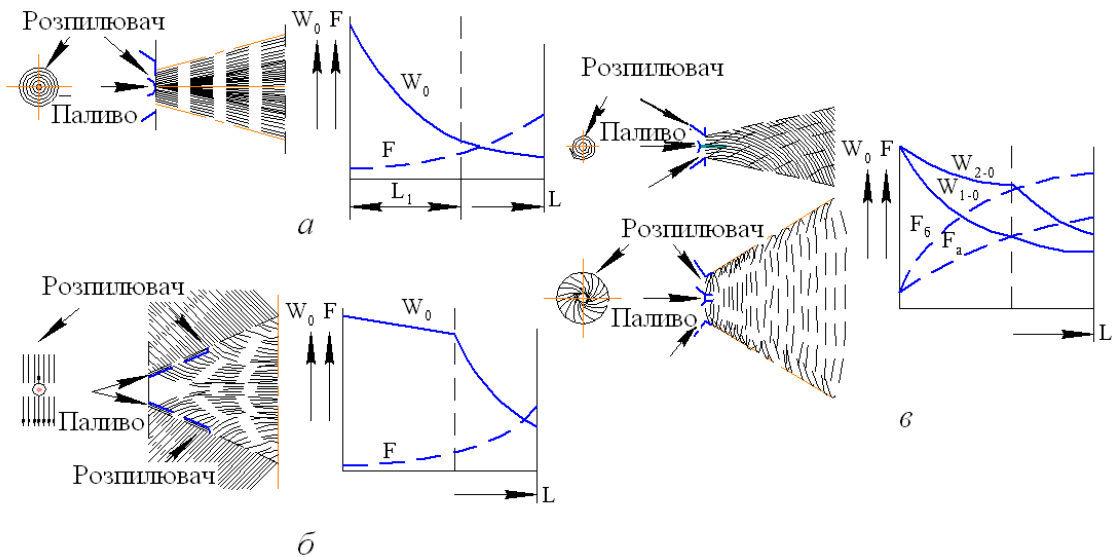 Розпилювач
Паливо
W₀ F
W₀
F
L₁
L
а
Розпилювач
Паливо
Розпилювач
W₀ F
W₀
F
L
б
Розпилювач
Паливо
Розпилювач
Паливо
W₀ F
W₂₋₀
W₁₋₀
Fб
Fa
L
в